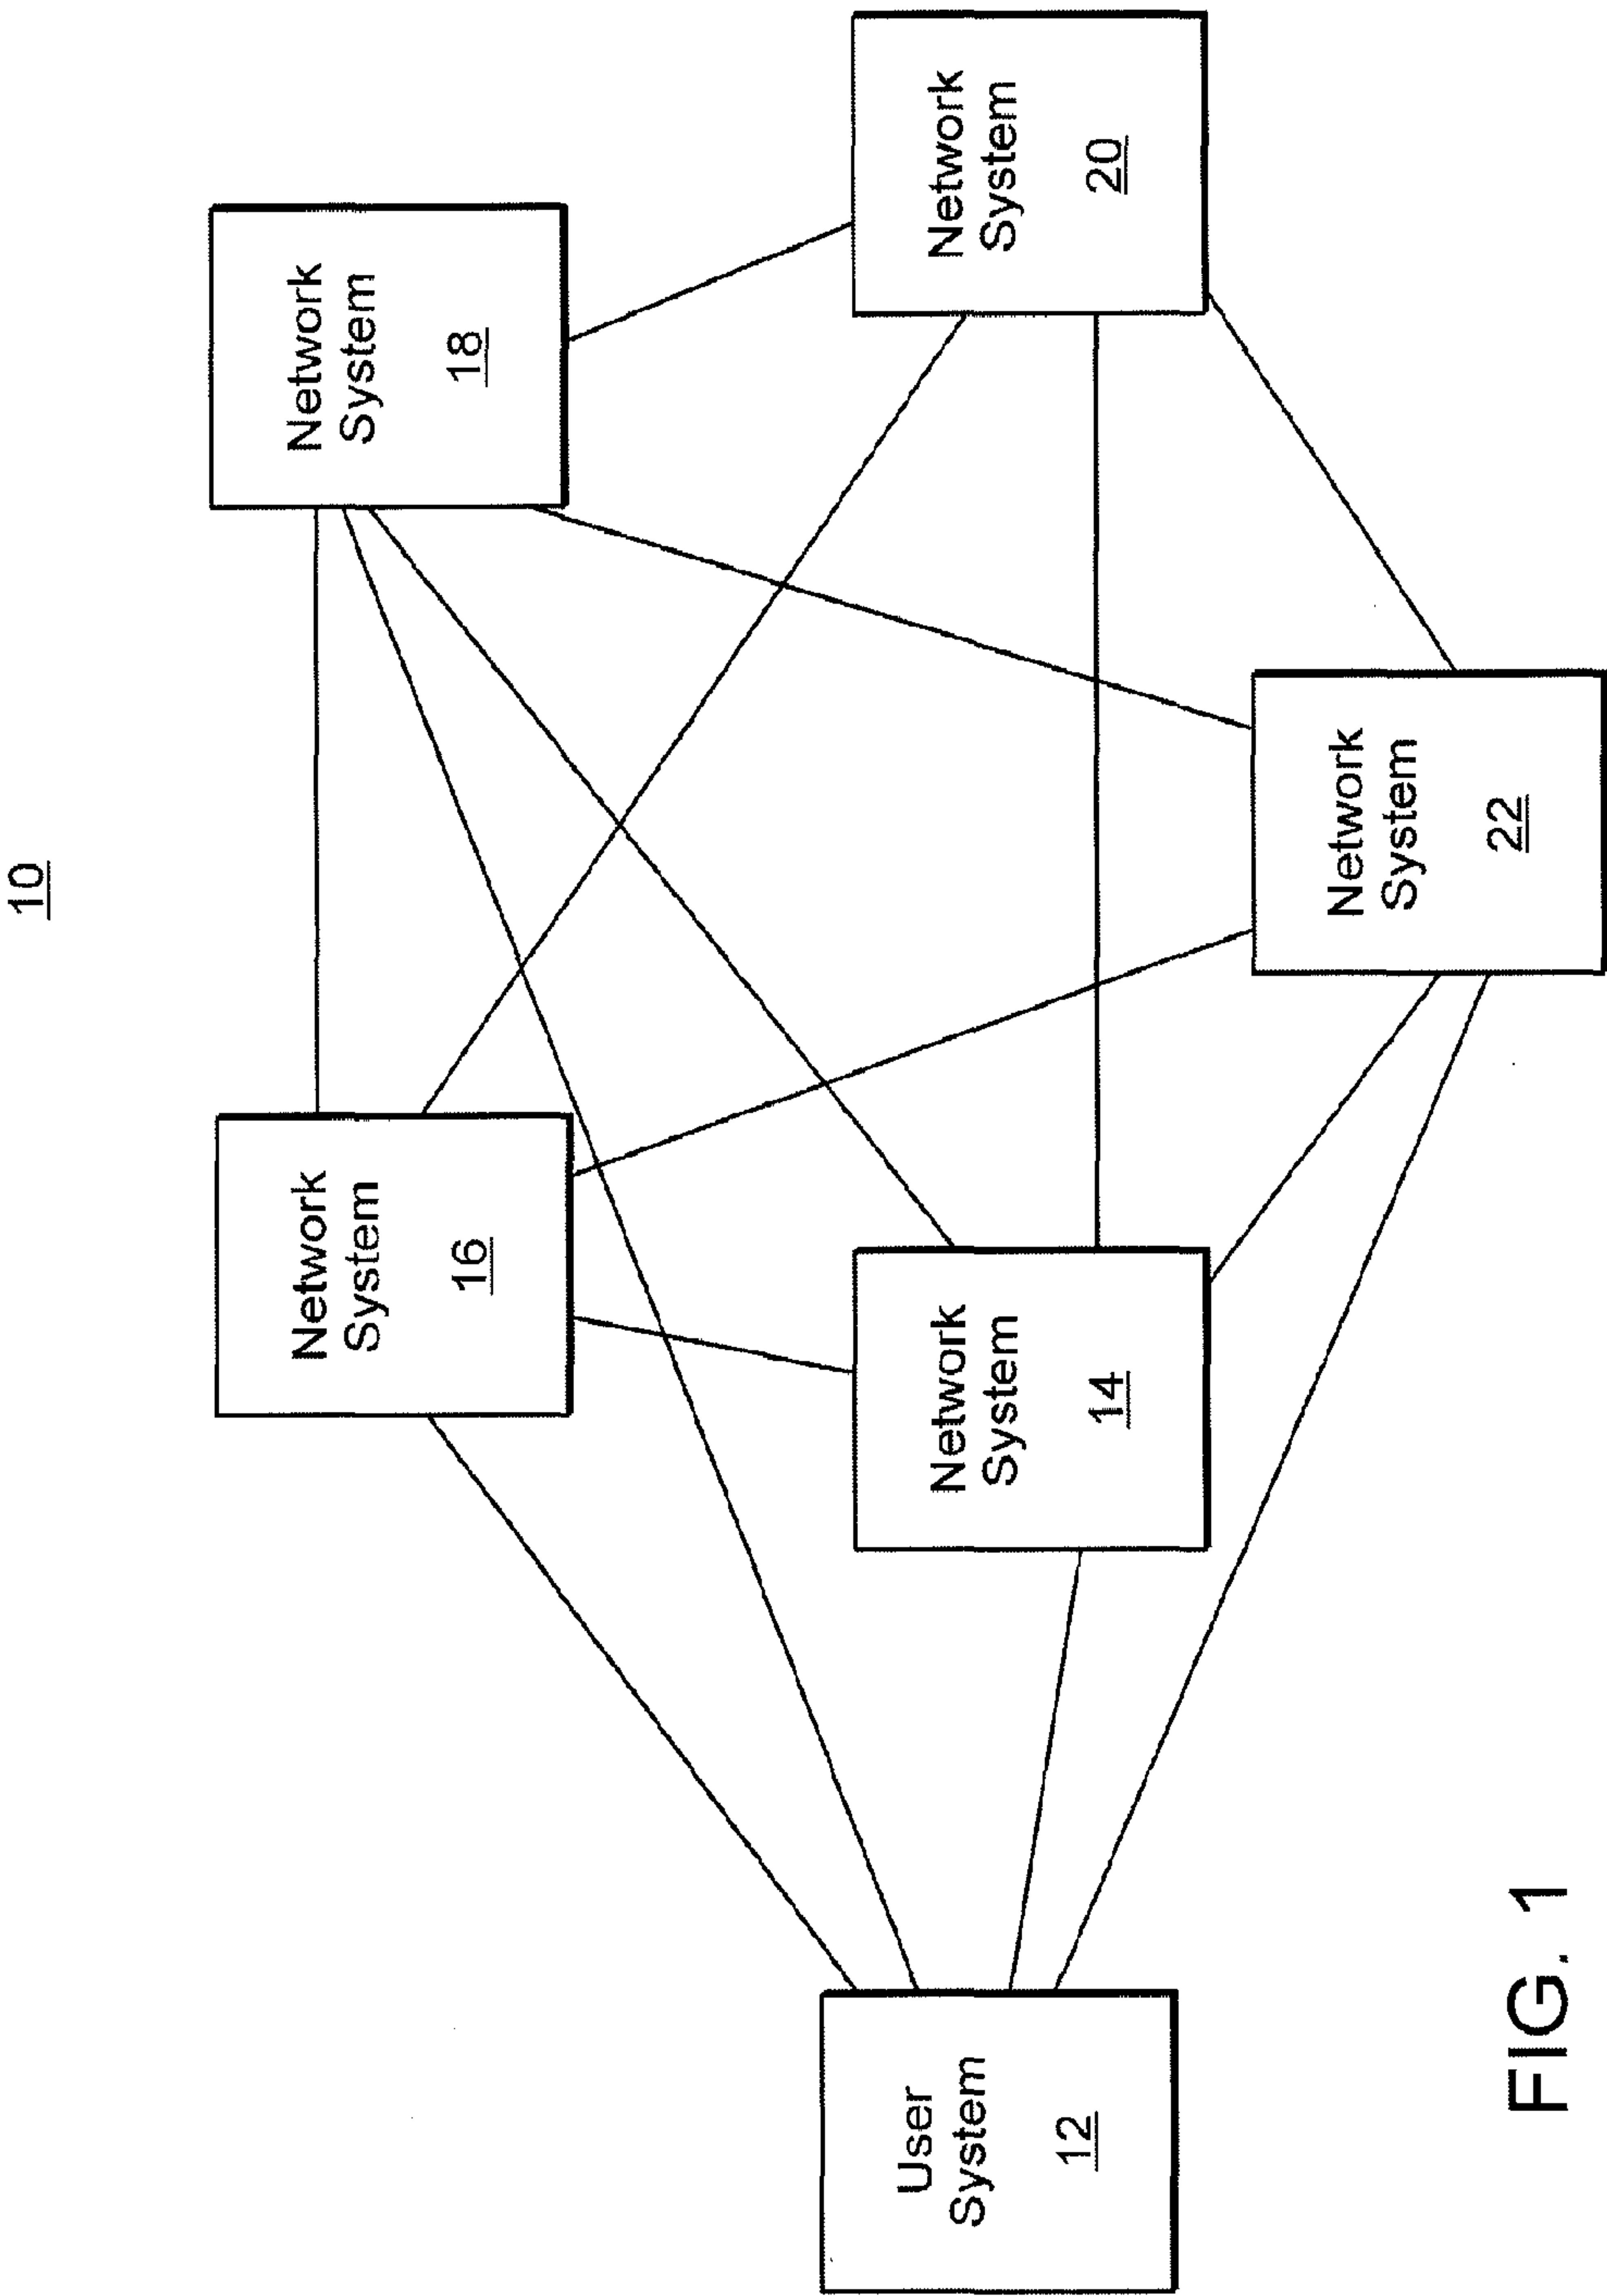 10
Network
System
18
Network
System
16
Network
System
20
Network
System
14
User
System
12
Network
System
22
FIG. 1